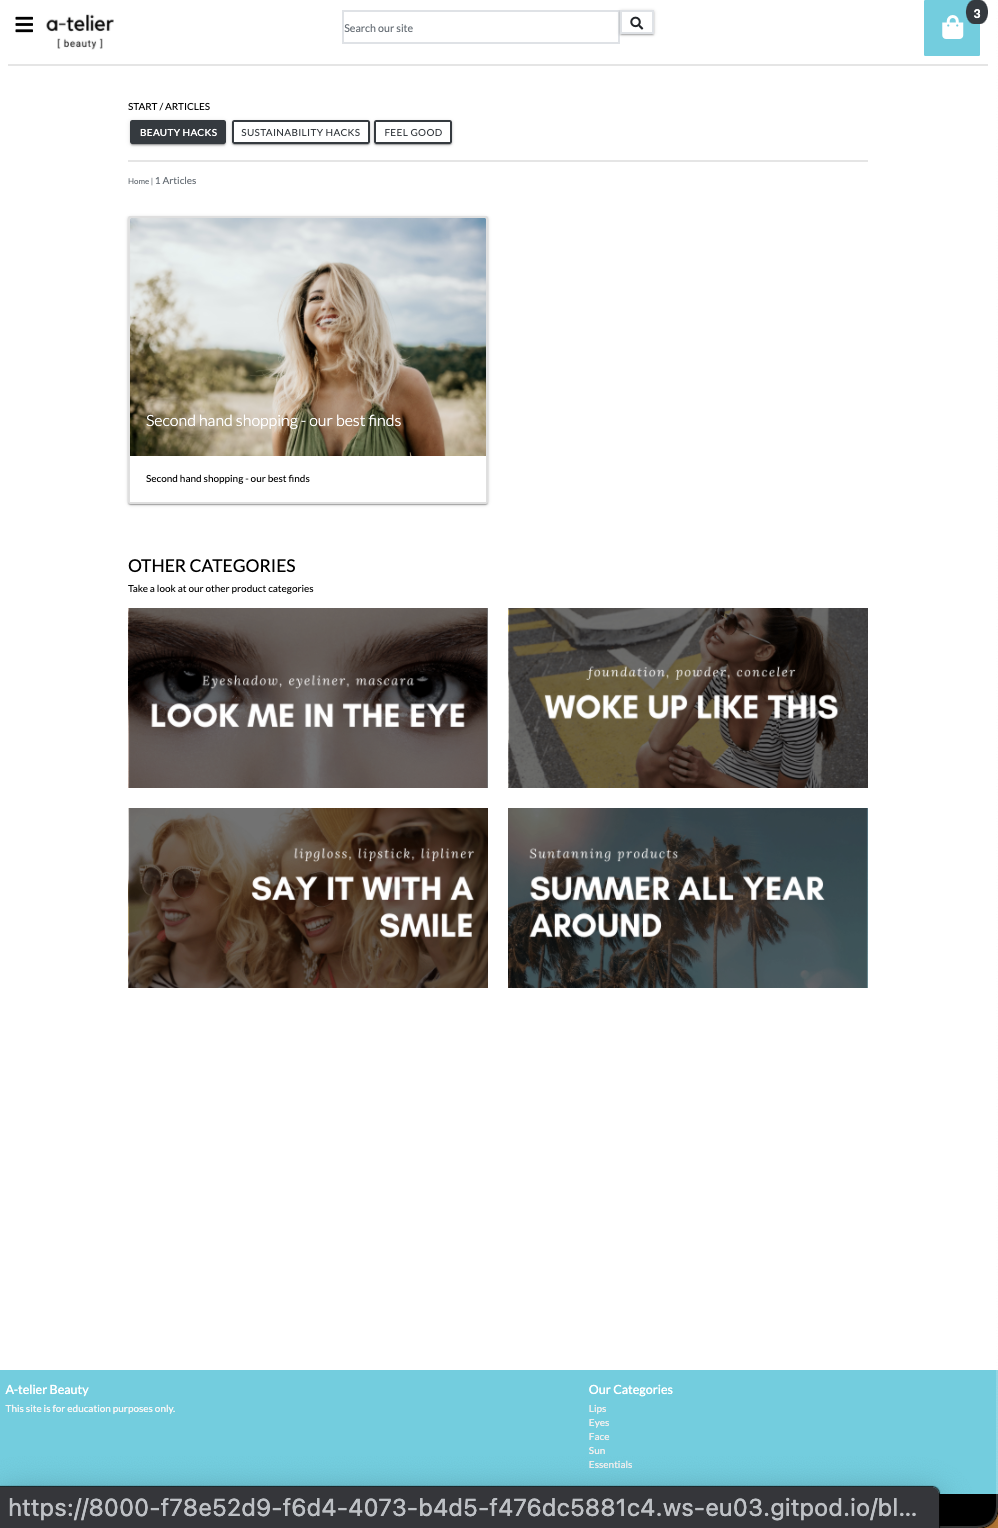 a-telier
[ beauty ]
Search our site
3
START / ARTICLES
BEAUTY HACKS
SUSTAINABILITY HACKS
FEEL GOOD
Home | 1 Articles
Second hand shopping - our best finds
Second hand shopping - our best finds
OTHER CATEGORIES
Take a look at our other product categories
Eyeshadow, eyeliner, mascara
LOOK ME IN THE EYE
foundation, powder, conceler
WOKE UP LIKE THIS
lipgloss, lipstick, lipliner
SAY IT WITH A
SMILE
Suntanning products
SUMMER ALL YEAR
AROUND
A-telier Beauty
This site is for education purposes only.
Our Categories
Lips
Eyes
Face
Sun
Essentials
https://8000-f78e52d9-f6d4-4073-b4d5-f476dc5881c4.ws-eu03.gitpod.io/bl...